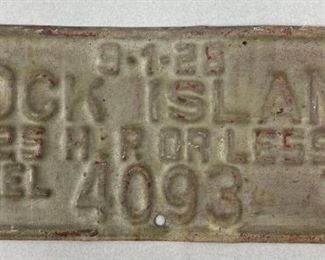 9-1-29
OCK ISLAN
25 H.P. OR LESS
EL 4093